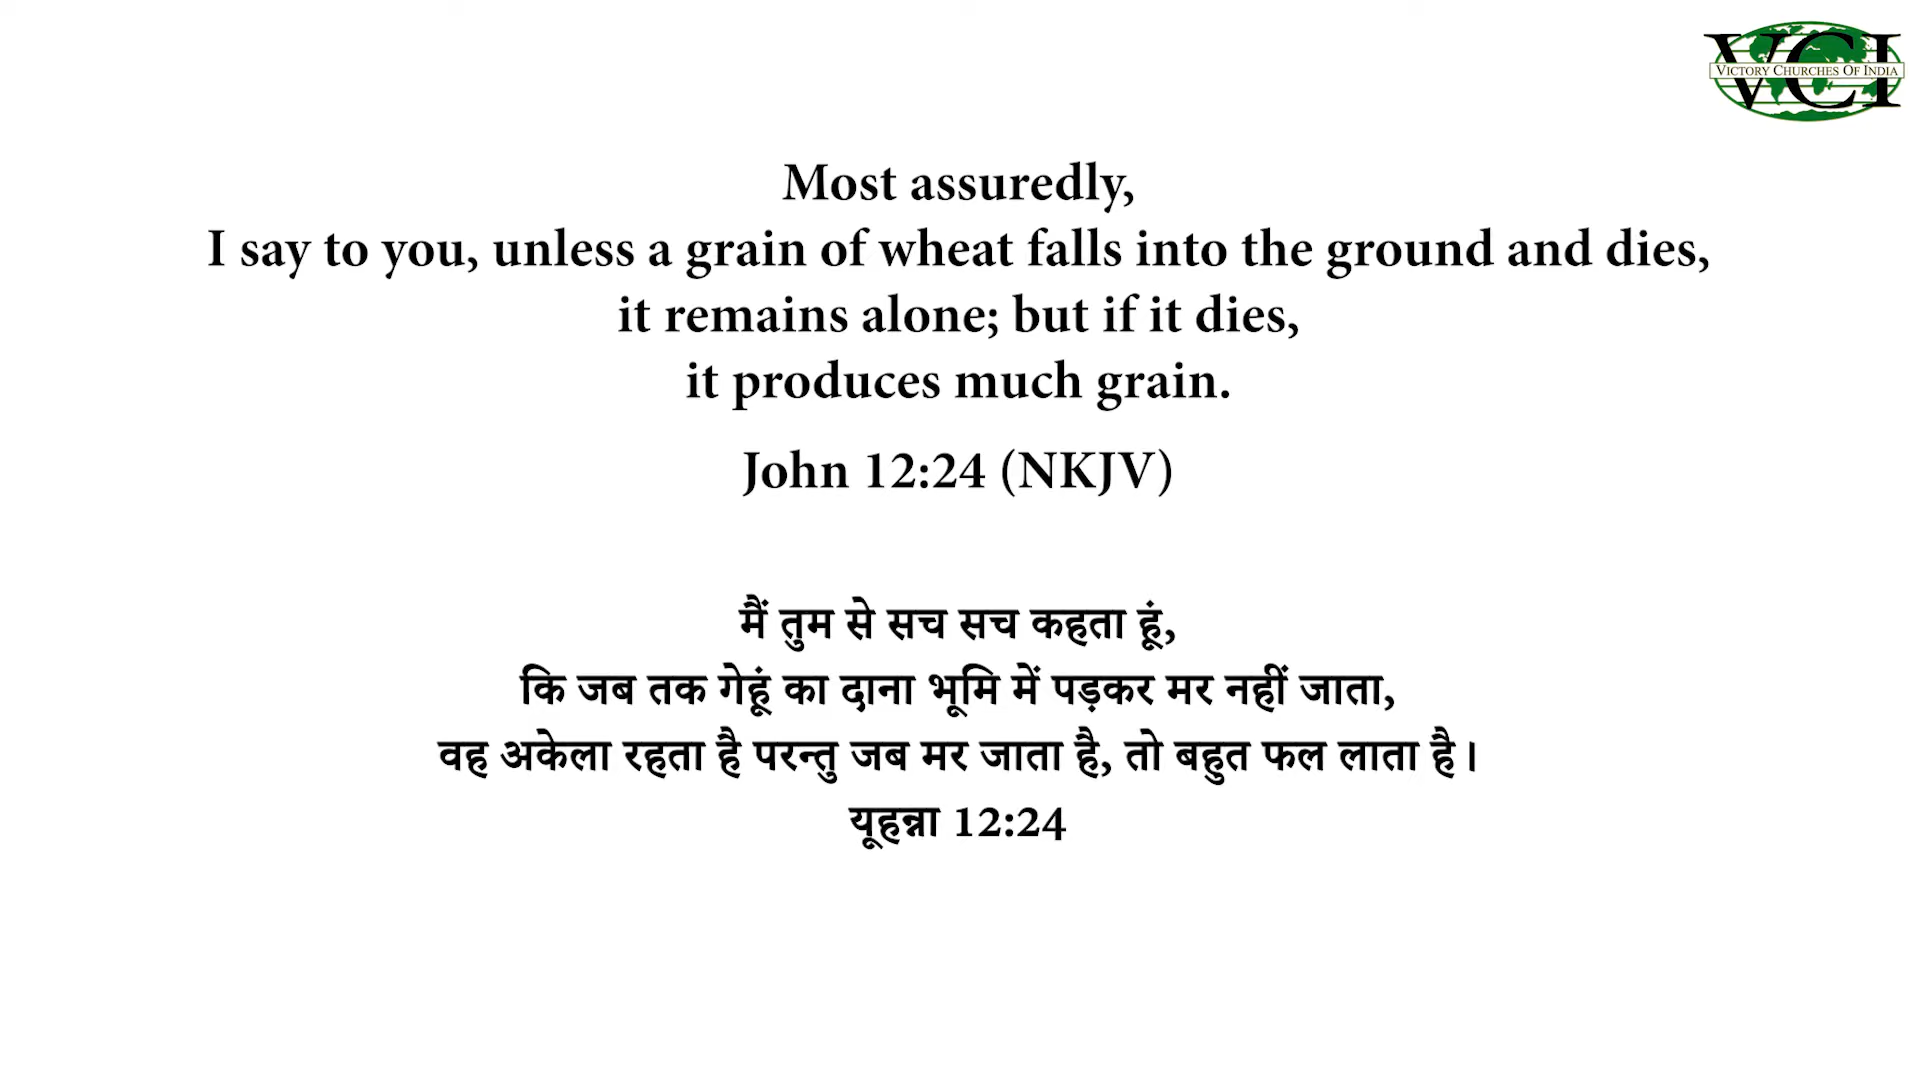 VCI
VICTORY CHURCHES OF INDIA
Most assuredly,
I say to you, unless a grain of wheat falls into the ground and dies,
it remains alone; but if it dies,
it produces much grain.
John 12:24 (NKJV)
मैं तुम से सच सच कहता हूं,
कि जब तक गेहूं का दाना भूमि में पड़कर मर नहीं जाता,
वह अकेला रहता है परन्तु जब मर जाता है, तो बहुत फल लाता है।
यूहन्ना 12:24